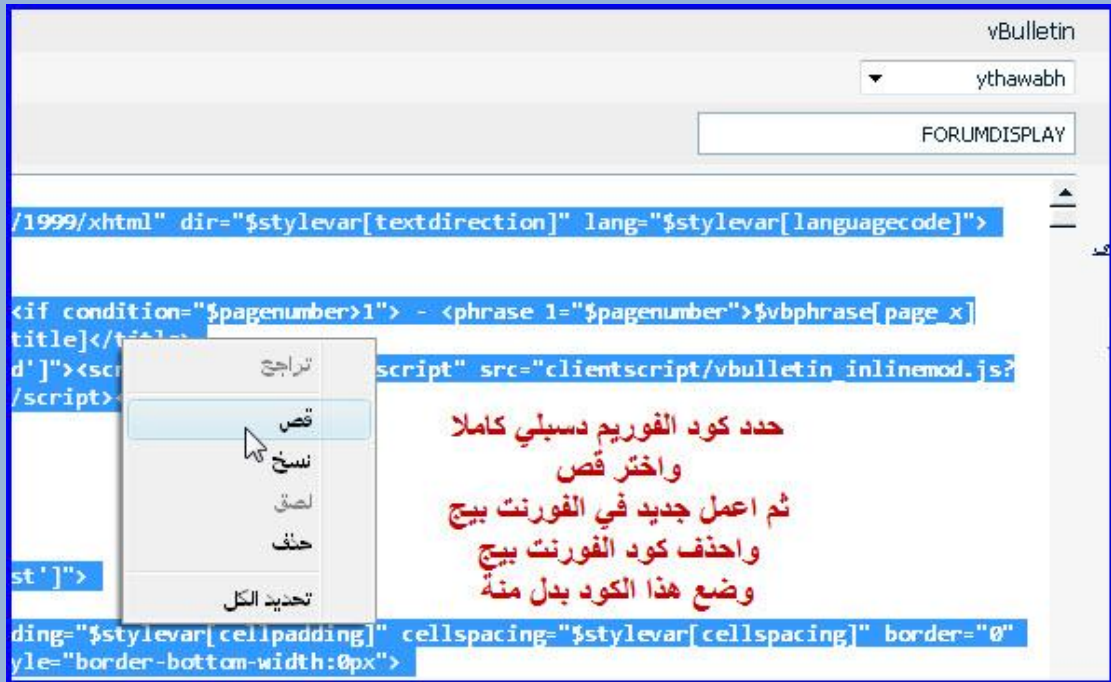 vBulletin
ythawabh
FORUMDISPLAY
/1999/xhtml" dir="$stylevar[textdirection]" lang="$stylevar[languagecode]">
<if condition="$pagenumber>1"> - <phrase 1="$pagenumber">$vbphrase[page_x]
title]</title>
d']"><scr script" src="clientscript/vbulletin_inlinemod.js?
/script><
تراجع
قص
نسخ
لصق
حذف
تحديد الكل
حدد كود الفوريم دسبلي كاملا
واختر قص
ثم اعمل جديد في الفورنت بيج
واحذف كود الفورنت بيج
وضع هذا الكود بدل منة
st']">
ding="$stylevar[cellpadding]" cellspacing="$stylevar[cellspacing]" border="0"
yle="border-bottom-width:0px">